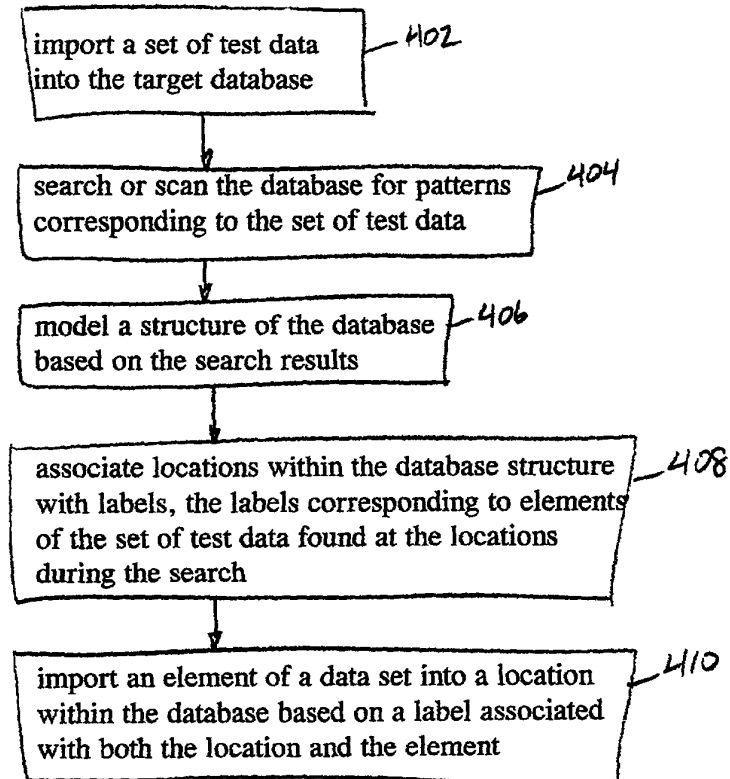 import a set of test data
into the target database
402
search or scan the database for patterns
corresponding to the set of test data
404
model a structure of the database
based on the search results
406
associate locations within the database structure
with labels, the labels corresponding to elements
of the set of test data found at the locations
during the search
408
import an element of a data set into a location
within the database based on a label associated
with both the location and the element
410